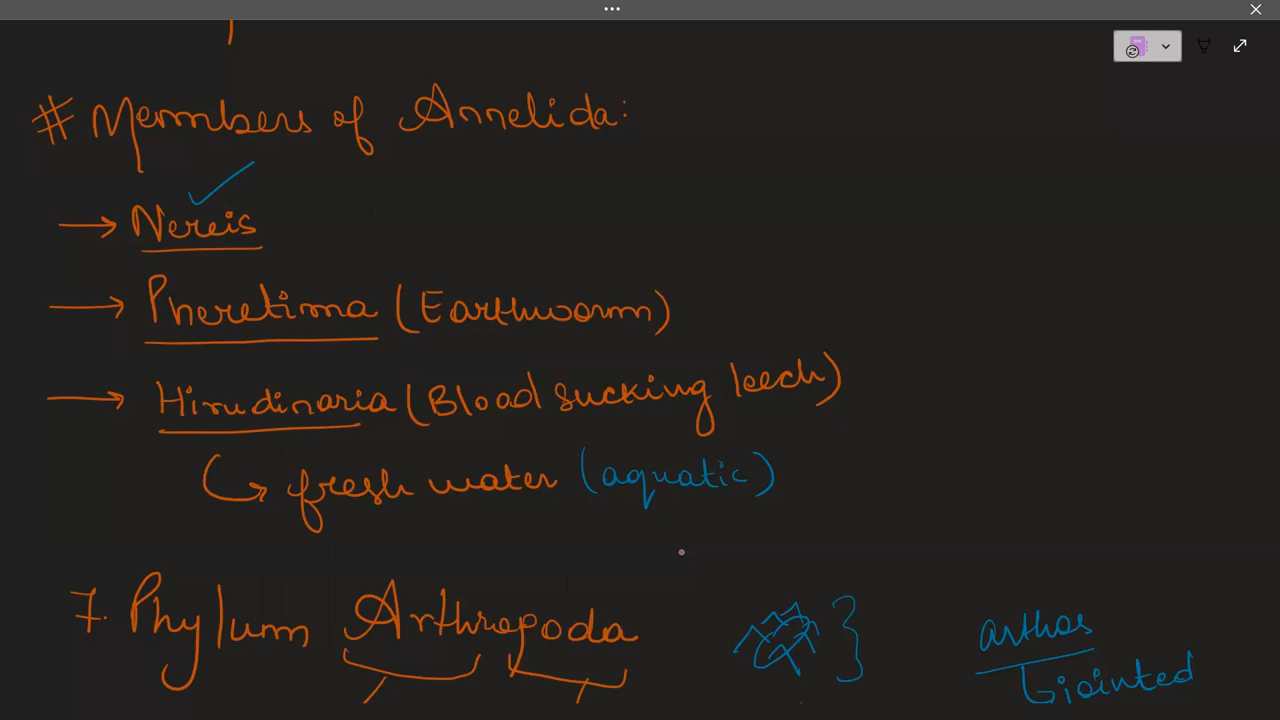 # Members of Annelida:
→ Nereis
→ Pheretima (Earthworm)
→ Hirudinaria (Blood sucking leech)
fresh water (aquatic)
7. Phylum Arthropoda
arthos
jointed